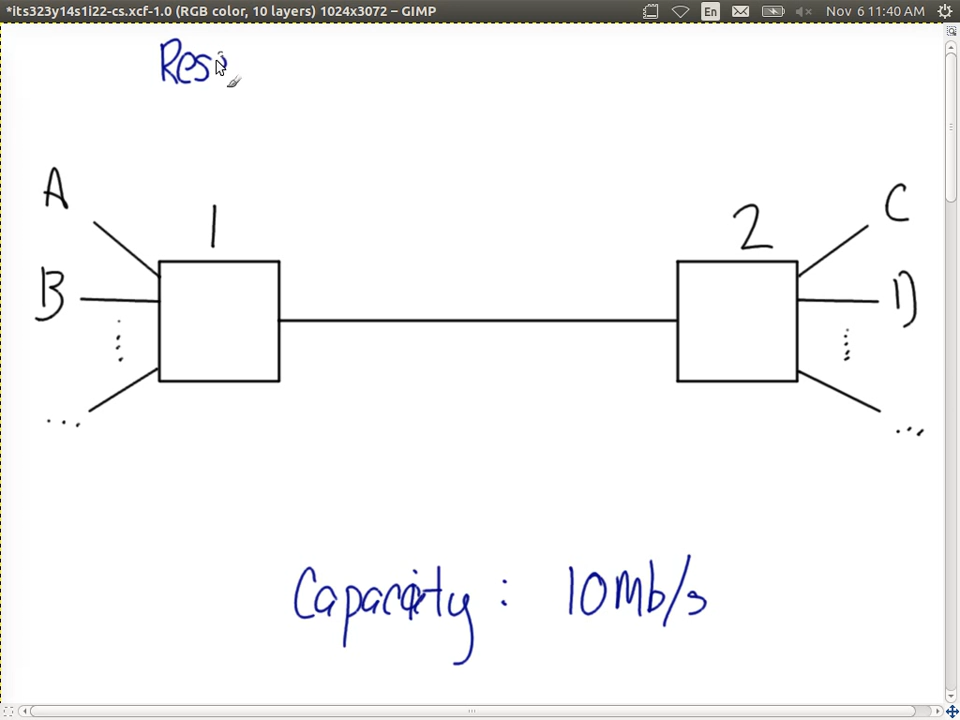 *its323y14s1i22-cs.xcf-1.0 (RGB color, 10 layers) 1024x3072 – GIMP
En
Nov 6 11:40 AM
Res
A
1
2
C
B
D
...
...
Capacity : 10Mb/s